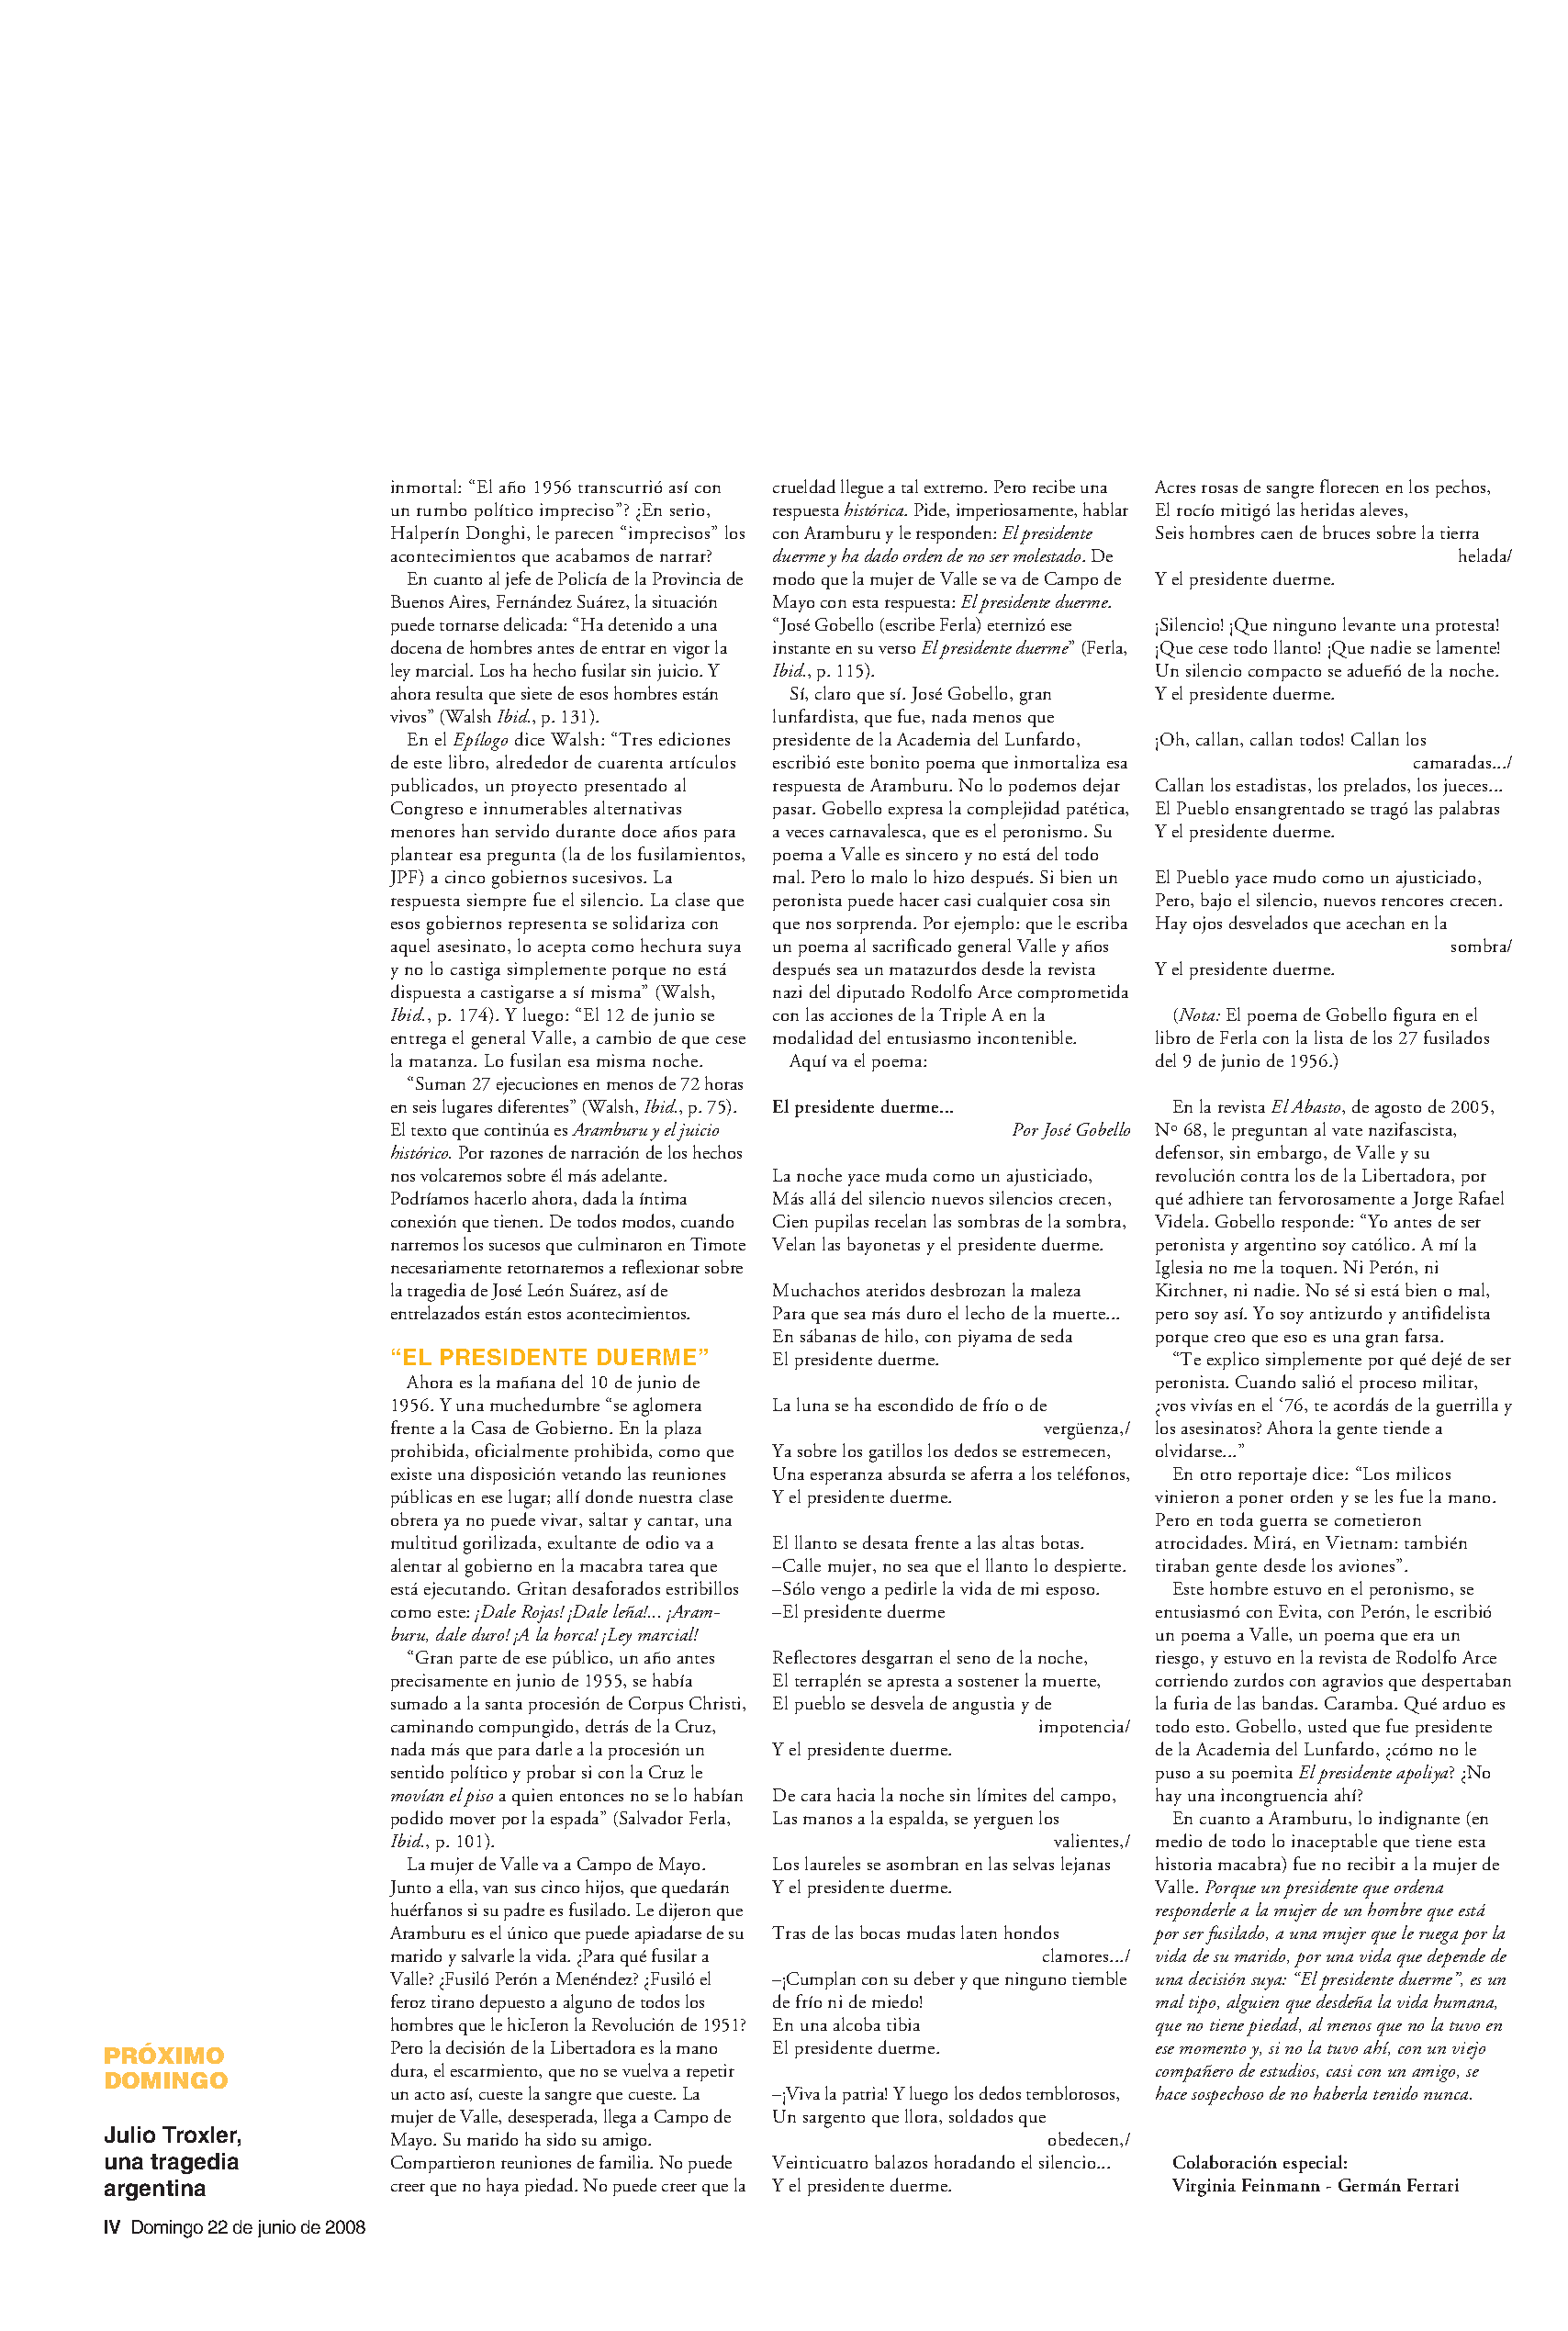 inmortal: “El año 1956 transcurrió así con
un rumbo político impreciso”? ¿En serio,
Halperín Donghi, le parecen “imprecisos” los
acontecimientos que acabamos de narrar?
En cuanto al jefe de Policía de la Provincia de
Buenos Aires, Fernández Suárez, la situación
puede tornarse delicada: “Ha detenido a una
docena de hombres antes de entrar en vigor la
ley marcial. Los ha hecho fusilar sin juicio. Y
ahora resulta que siete de esos hombres están
vivos” (Walsh Ibid., p. 131).
En el Epílogo dice Walsh: “Tres ediciones
de este libro, alrededor de cuarenta artículos
publicados, un proyecto presentado al
Congreso e innumerables alternativas
menores han servido durante doce años para
plantear esa pregunta (la de los fusilamientos,
JPF) a cinco gobiernos sucesivos. La
respuesta siempre fue el silencio. La clase que
esos gobiernos representa se solidariza con
aquel asesinato, lo acepta como hechura suya
y no lo castiga simplemente porque no está
dispuesta a castigarse a sí misma” (Walsh,
Ibid., p. 174). Y luego: “El 12 de junio se
entrega el general Valle, a cambio de que cese
la matanza. Lo fusilan esa misma noche.
“Suman 27 ejecuciones en menos de 72 horas
en seis lugares diferentes” (Walsh, Ibid., p. 75).
El texto que continúa es Aramburu y el juicio
histórico. Por razones de narración de los hechos
nos volcaremos sobre él más adelante.
Podríamos hacerlo ahora, dada la íntima
conexión que tienen. De todos modos, cuando
narremos los sucesos que culminaron en Timote
necesariamente retornaremos a reflexionar sobre
la tragedia de José León Suárez, así de
entrelazados están estos acontecimientos.
“EL PRESIDENTE DUERME”
Ahora es la mañana del 10 de junio de
1956. Y una muchedumbre “se aglomera
frente a la Casa de Gobierno. En la plaza
prohibida, oficialmente prohibida, como que
existe una disposición vetando las reuniones
públicas en ese lugar; allí donde nuestra clase
obrera ya no puede vivar, saltar y cantar, una
multitud gorilizada, exultante de odio va a
alentar al gobierno en la macabra tarea que
está ejecutando. Gritan desaforados estribillos
como este: ¡Dale Rojas! ¡Dale leña!... ¡Aram-
buru, dale duro! ¡A la horca! ¡Ley marcial!
“Gran parte de ese público, un año antes
precisamente en junio de 1955, se había
sumado a la santa procesión de Corpus Christi,
caminando compungido, detrás de la Cruz,
nada más que para darle a la procesión un
sentido político y probar si con la Cruz le
movían el piso a quien entonces no se lo habían
podido mover por la espada” (Salvador Ferla,
Ibid., p. 101).
La mujer de Valle va a Campo de Mayo.
Junto a ella, van sus cinco hijos, que quedarán
huérfanos si su padre es fusilado. Le dijeron que
Aramburu es el único que puede apiadarse de su
marido y salvarle la vida. ¿Para qué fusilar a
Valle? ¿Fusiló Perón a Menéndez? ¿Fusiló el
feroz tirano depuesto a alguno de todos los
hombres que le hicIeron la Revolución de 1951?
Pero la decisión de la Libertadora es la mano
dura, el escarmiento, que no se vuelva a repetir
un acto así, cueste la sangre que cueste. La
mujer de Valle, desesperada, llega a Campo de
Mayo. Su marido ha sido su amigo.
Compartieron reuniones de familia. No puede
creer que no haya piedad. No puede creer que la
crueldad llegue a tal extremo. Pero recibe una
respuesta histórica. Pide, imperiosamente, hablar
con Aramburu y le responden: El presidente
duerme y ha dado orden de no ser molestado. De
modo que la mujer de Valle se va de Campo de
Mayo con esta respuesta: El presidente duerme.
“José Gobello (escribe Ferla) eternizó ese
instante en su verso El presidente duerme” (Ferla,
Ibid., p. 115).
Sí, claro que sí. José Gobello, gran
lunfardista, que fue, nada menos que
presidente de la Academia del Lunfardo,
escribió este bonito poema que inmortaliza esa
respuesta de Aramburu. No lo podemos dejar
pasar. Gobello expresa la complejidad patética,
a veces carnavalesca, que es el peronismo. Su
poema a Valle es sincero y no está del todo
mal. Pero lo malo lo hizo después. Si bien un
peronista puede hacer casi cualquier cosa sin
que nos sorprenda. Por ejemplo: que le escriba
un poema al sacrificado general Valle y años
después sea un matazurdos desde la revista
nazi del diputado Rodolfo Arce comprometida
con las acciones de la Triple A en la
modalidad del entusiasmo incontenible.
Aquí va el poema:
El presidente duerme...
Por José Gobello
La noche yace muda como un ajusticiado,
Más allá del silencio nuevos silencios crecen,
Cien pupilas recelan las sombras de la sombra,
Velan las bayonetas y el presidente duerme.
Muchachos ateridos desbrozan la maleza
Para que sea más duro el lecho de la muerte...
En sábanas de hilo, con piyama de seda
El presidente duerme.
La luna se ha escondido de frío o de
vergüenza,/
Ya sobre los gatillos los dedos se estremecen,
Una esperanza absurda se aferra a los teléfonos,
Y el presidente duerme.
El llanto se desata frente a las altas botas.
–Calle mujer, no sea que el llanto lo despierte.
–Sólo vengo a pedirle la vida de mi esposo.
–El presidente duerme
Reflectores desgarran el seno de la noche,
El terraplén se apresta a sostener la muerte,
El pueblo se desvela de angustia y de
impotencia/
Y el presidente duerme.
De cara hacia la noche sin límites del campo,
Las manos a la espalda, se yerguen los
valientes,/
Los laureles se asombran en las selvas lejanas
Y el presidente duerme.
Tras de las bocas mudas laten hondos
clamores.../
–¡Cumplan con su deber y que ninguno tiemble
de frío ni de miedo!
En una alcoba tibia
El presidente duerme.
–¡Viva la patria! Y luego los dedos temblorosos,
Un sargento que llora, soldados que
obedecen,/
Veinticuatro balazos horadando el silencio...
Y el presidente duerme.
Acres rosas de sangre florecen en los pechos,
El rocío mitigó las heridas aleves,
Seis hombres caen de bruces sobre la tierra
helada/
Y el presidente duerme.
¡Silencio! ¡Que ninguno levante una protesta!
¡Que cese todo llanto! ¡Que nadie se lamente!
Un silencio compacto se adueñó de la noche.
Y el presidente duerme.
¡Oh, callan, callan todos! Callan los
camaradas.../
Callan los estadistas, los prelados, los jueces...
El Pueblo ensangrentado se tragó las palabras
Y el presidente duerme.
El Pueblo yace mudo como un ajusticiado,
Pero, bajo el silencio, nuevos rencores crecen.
Hay ojos desvelados que acechan en la
sombra/
Y el presidente duerme.
(Nota: El poema de Gobello figura en el
libro de Ferla con la lista de los 27 fusilados
del 9 de junio de 1956.)
En la revista El Abasto, de agosto de 2005,
Nº 68, le preguntan al vate nazifascista,
defensor, sin embargo, de Valle y su
revolución contra los de la Libertadora, por
qué adhiere tan fervorosamente a Jorge Rafael
Videla. Gobello responde: “Yo antes de ser
peronista y argentino soy católico. A mí la
Iglesia no me la toquen. Ni Perón, ni
Kirchner, ni nadie. No sé si está bien o mal,
pero soy así. Yo soy antizurdo y antifidelista
porque creo que eso es una gran farsa.
“Te explico simplemente por qué dejé de ser
peronista. Cuando salió el proceso militar,
¿vos vivías en el ‘76, te acordás de la guerrilla y
los asesinatos? Ahora la gente tiende a
olvidarse...”
En otro reportaje dice: “Los milicos
vinieron a poner orden y se les fue la mano.
Pero en toda guerra se cometieron
atrocidades. Mirá, en Vietnam: también
tiraban gente desde los aviones”.
Este hombre estuvo en el peronismo, se
entusiasmó con Evita, con Perón, le escribió
un poema a Valle, un poema que era un
riesgo, y estuvo en la revista de Rodolfo Arce
corriendo zurdos con agravios que despertaban
la furia de las bandas. Caramba. Qué arduo es
todo esto. Gobello, usted que fue presidente
de la Academia del Lunfardo, ¿cómo no le
puso a su poemita El presidente apoliya? ¿No
hay una incongruencia ahí?
En cuanto a Aramburu, lo indignante (en
medio de todo lo inaceptable que tiene esta
historia macabra) fue no recibir a la mujer de
Valle. Porque un presidente que ordena
responderle a la mujer de un hombre que está
por ser fusilado, a una mujer que le ruega por la
vida de su marido, por una vida que depende de
una decisión suya: “El presidente duerme”, es un
mal tipo, alguien que desdeña la vida humana,
que no tiene piedad, al menos que no la tuvo en
ese momento y, si no la tuvo ahí, con un viejo
compañero de estudios, casi con un amigo, se
hace sospechoso de no haberla tenido nunca.
Colaboración especial:
Virginia Feinmann - Germán Ferrari
PRÓXIMO
DOMINGO
Julio Troxler,
una tragedia
argentina
IV Domingo 22 de junio de 2008